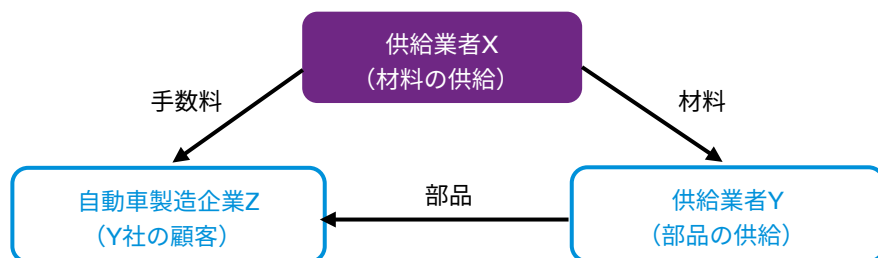 供給業者X
（材料の供給）
手数料
材料
自動車製造企業Z
（Y社の顧客）
部品
供給業者Y
（部品の供給）